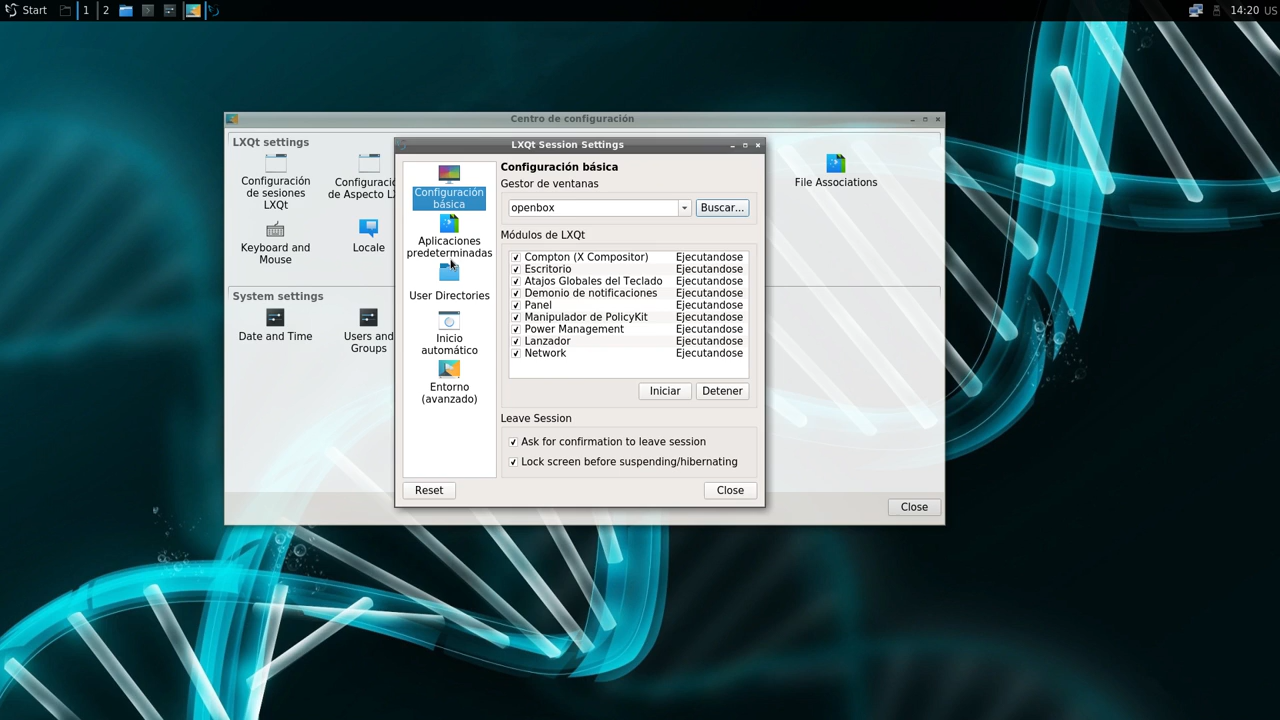 Start 1 2 14:20 US
Centro de configuración
LXQt settings
Configuración
de sesiones
LXQt
Configuració
de Aspecto LX
File Associations
Keyboard and
Mouse
Locale
System settings
Date and Time
Users and
Groups
Close
LXQt Session Settings
Configuración
básica
Aplicaciones
predeterminadas
User Directories
Inicio
automático
Entorno
(avanzado)
Configuración básica
Gestor de ventanas
openbox Buscar...
Módulos de LXQt
Compton (X Compositor) Ejecutandose
Escritorio Ejecutandose
Atajos Globales del Teclado Ejecutandose
Demonio de notificaciones Ejecutandose
Panel Ejecutandose
Manipulador de PolicyKit Ejecutandose
Power Management Ejecutandose
Lanzador Ejecutandose
Network Ejecutandose
Iniciar Detener
Leave Session
Ask for confirmation to leave session
Lock screen before suspending/hibernating
Reset Close